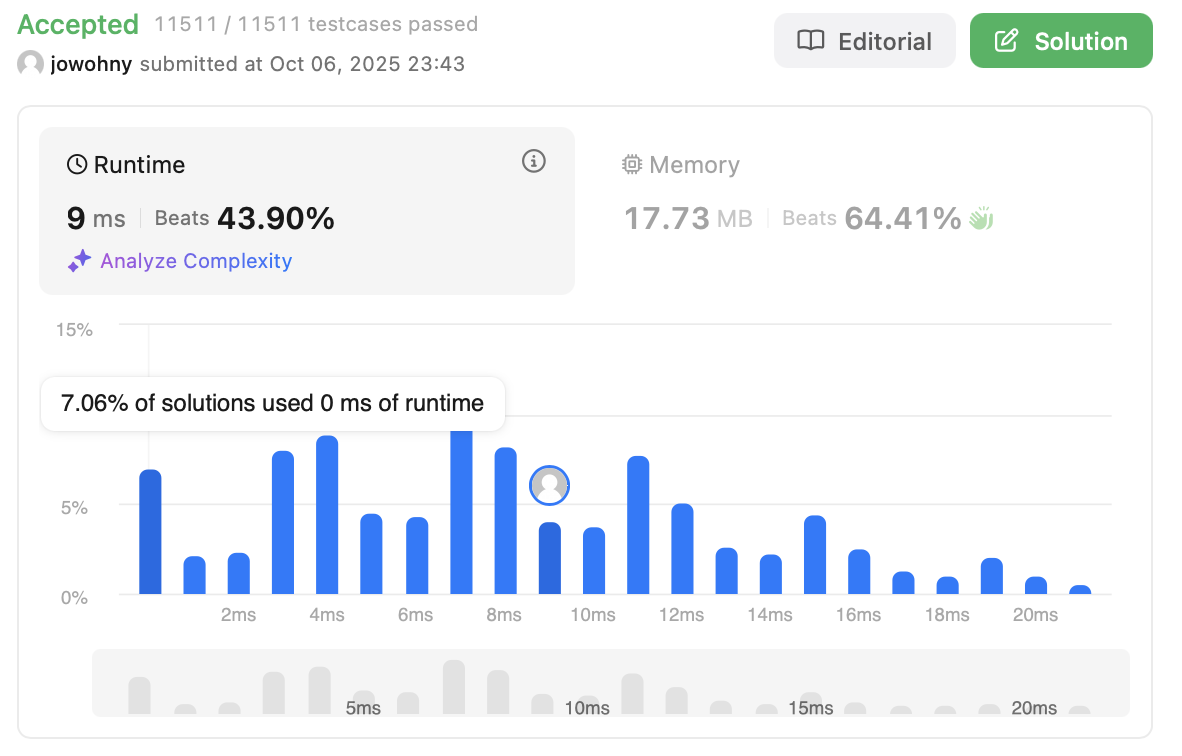 Accepted 11511 / 11511 testcases passed
jowohny submitted at Oct 06, 2025 23:43
Editorial
Solution
Runtime
9 ms | Beats 43.90%
Analyze Complexity
Memory
17.73 MB | Beats 64.41%
15%
7.06% of solutions used 0 ms of runtime
5%
0%
2ms 4ms 6ms 8ms 10ms 12ms 14ms 16ms 18ms 20ms
5ms 10ms 15ms 20ms